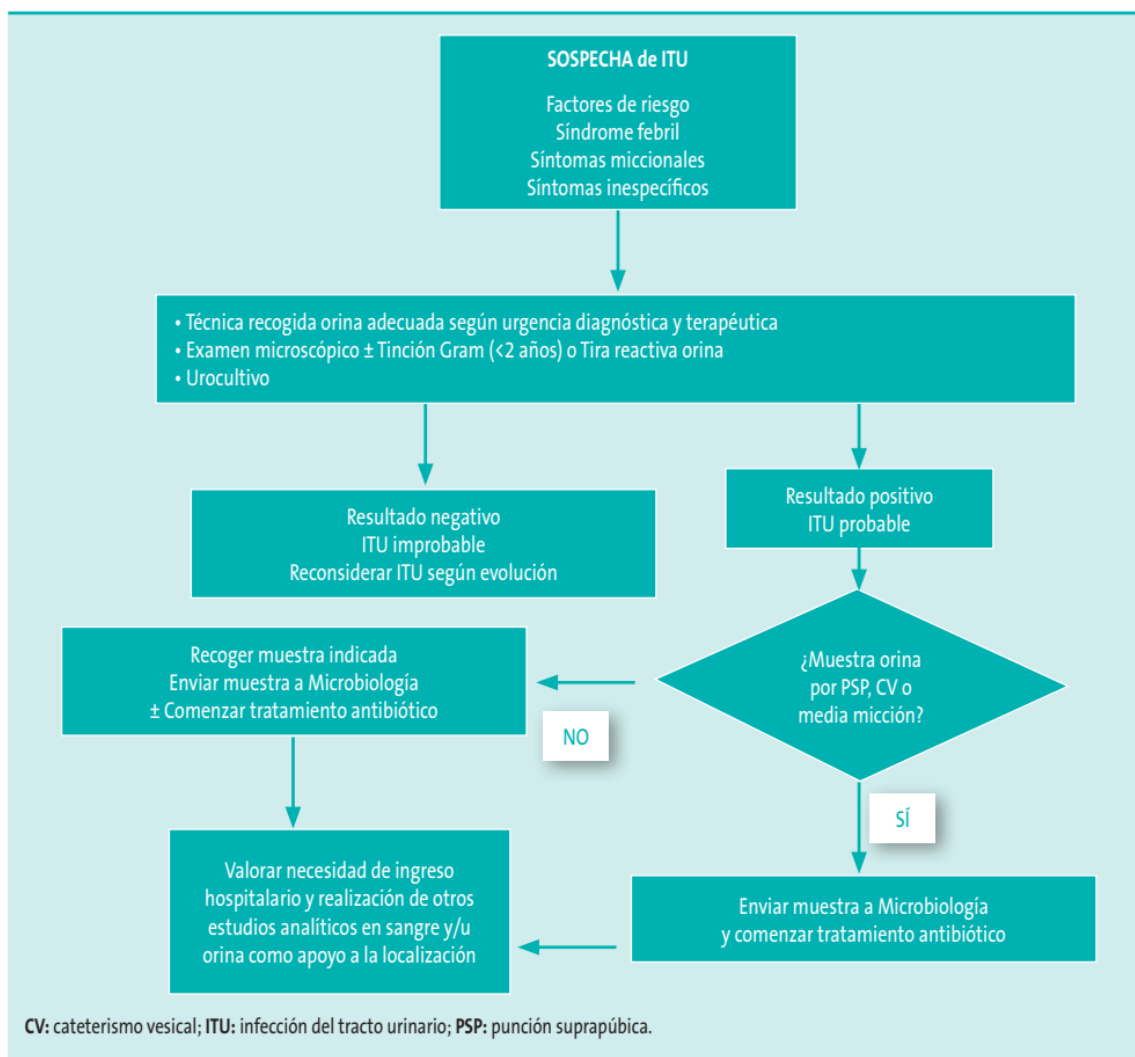 SOSPECHA de ITU
Factores de riesgo
Síndrome febril
Síntomas miccionales
Síntomas inespecíficos
• Técnica recogida orina adecuada según urgencia diagnóstica y terapéutica
• Examen microscópico ± Tinción Gram (<2 años) o Tira reactiva orina
• Urocultivo
Resultado negativo
ITU improbable
Reconsiderar ITU según evolución
Resultado positivo
ITU probable
¿Muestra orina
por PSP, CV o
media micción?
NO
Recoger muestra indicada
Enviar muestra a Microbiología
± Comenzar tratamiento antibiótico
SÍ
Enviar muestra a Microbiología
y comenzar tratamiento antibiótico
Valorar necesidad de ingreso
hospitalario y realización de otros
estudios analíticos en sangre y/u
orina como apoyo a la localización
CV: cateterismo vesical; ITU: infección del tracto urinario; PSP: punción suprapúbica.